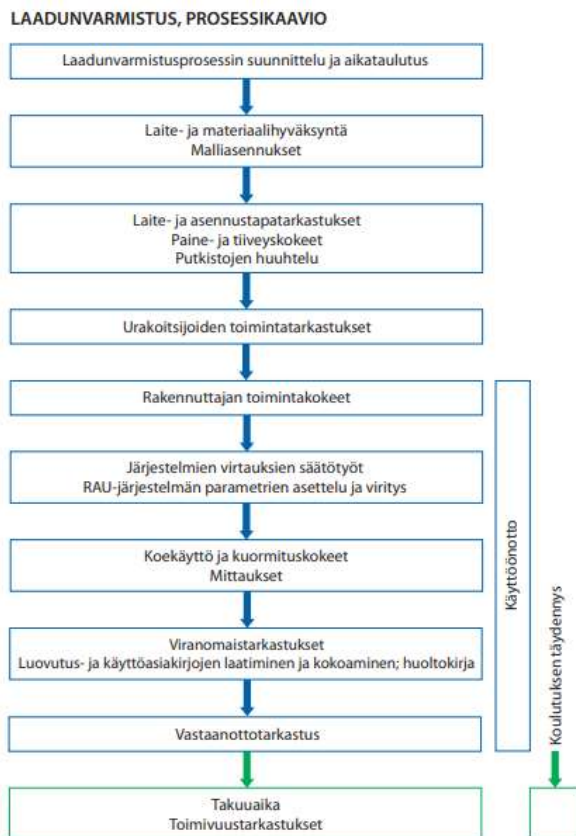 LAADUNVARMISTUS, PROSESSIKAAVIO
Laadunvarmistusprosessin suunnittelu ja aikataulutus
Laite- ja materiaalihyväksyntä
Malliasennukset
Laite- ja asennustapatarkastukset
Paine- ja tiiveyskokeet
Putkistojen huuhtelu
Urakoitsijoiden toimintatarkastukset
Rakennuttajan toimintakokeet
Järjestelmien virtauksien säätötyöt
RAU-järjestelmän parametrien asettelu ja viritys
Koekäyttö ja kuormituskokeet
Mittaukset
Viranomaistarkastukset
Luovutus- ja käyttöasiakirjojen laatiminen ja kokoaminen; huoltokirja
Vastaanottotarkastus
Käyttöönotto
Koulutuksen täydennys
Takuuaika
Toimivuustarkastukset